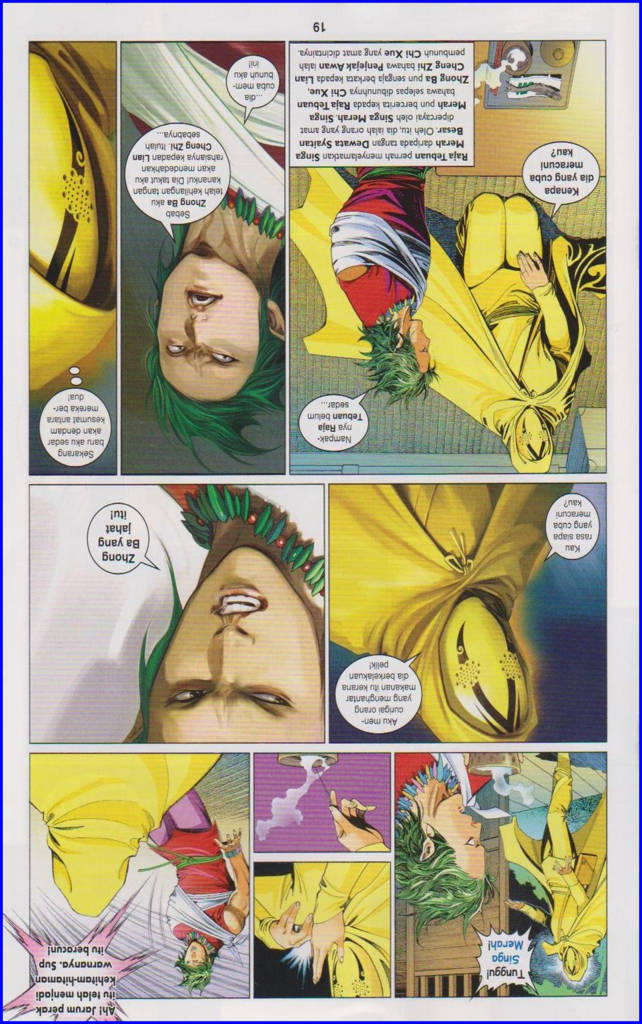 Tunggu!
Singa
Merah!
Ah! Jarum perak
itu telah menjadi
kehitam-hitaman
warnanya. Sup
itu beracun!
Aku men-
curigai orang
yang menghantar
makanan itu kerana
dia berkelakuan
pelik!
Kau
rasa siapa
yang cuba
meracuni
kau?
Zhong
Ba yang
jahat
itu!
Nampak-
nya Raja
Tebuan belum
sedar...
Kenapa
dia yang cuba
meracuni
kau?
Raja Tebuan pernah menyelamatkan Singa
Merah daripada tangan Dewata Syaitan
Besar. Oleh itu, dia ialah orang yang amat
dipercayai oleh Singa Merah. Singa
Merah pun bercerita kepada Raja Tebuan
bahawa selepas dibunuhnya Chi Xue,
Zhong Ba pun sengaja berkata kepada Lian
Cheng Zhi bahawa Penjejak Awan ialah
pembunuh Chi Xue yang amat dicintainya.
Sebab
Zhong Ba aku
telah kehilangan tangan
kananku! Dia takut aku
akan mendedahkan
rahsianya kepada Lian
Cheng Zhi. Itulah
sebabnya...
...dia
cuba mem-
bunuh aku
ini!
Sekarang
baru aku sedar
akan dendam
kesumat antara
mereka ber-
dua!
19